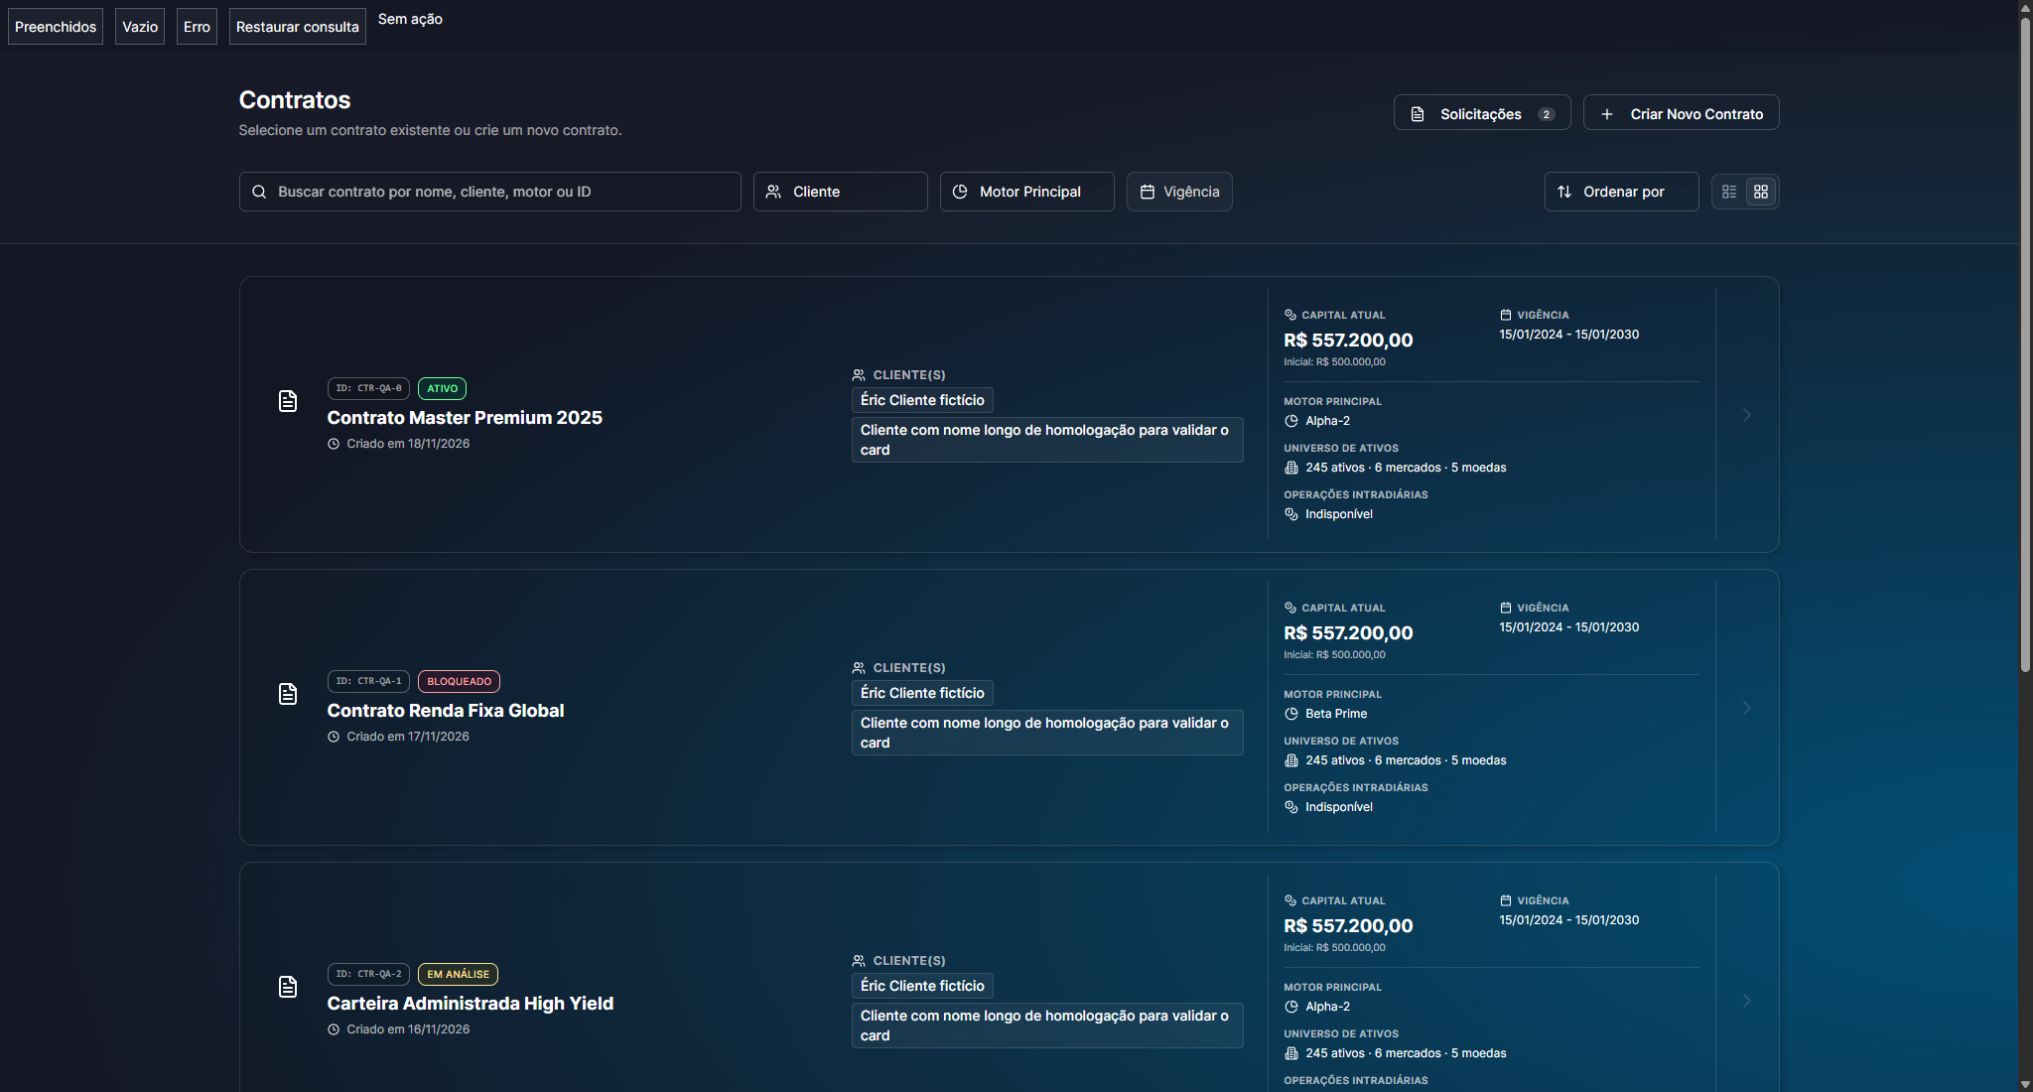 Preenchidos
Vazio
Erro
Restaurar consulta
Sem ação
Contratos
Selecione um contrato existente ou crie um novo contrato.
Solicitações 2
Criar Novo Contrato
Buscar contrato por nome, cliente, motor ou ID
Cliente
Motor Principal
Vigência
Ordenar por
ID: CTR-QA-0
ATIVO
Contrato Master Premium 2025
Criado em 18/11/2026
CLIENTE(S)
Éric Cliente fictício
Cliente com nome longo de homologação para validar o
card
CAPITAL ATUAL
R$ 557.200,00
Inicial: R$ 500.000,00
VIGÊNCIA
15/01/2024 - 15/01/2030
MOTOR PRINCIPAL
Alpha-2
UNIVERSO DE ATIVOS
245 ativos · 6 mercados · 5 moedas
OPERAÇÕES INTRADIÁRIAS
Indisponível
ID: CTR-QA-1
BLOQUEADO
Contrato Renda Fixa Global
Criado em 17/11/2026
CLIENTE(S)
Éric Cliente fictício
Cliente com nome longo de homologação para validar o
card
CAPITAL ATUAL
R$ 557.200,00
Inicial: R$ 500.000,00
VIGÊNCIA
15/01/2024 - 15/01/2030
MOTOR PRINCIPAL
Beta Prime
UNIVERSO DE ATIVOS
245 ativos · 6 mercados · 5 moedas
OPERAÇÕES INTRADIÁRIAS
Indisponível
ID: CTR-QA-2
EM ANÁLISE
Carteira Administrada High Yield
Criado em 16/11/2026
CLIENTE(S)
Éric Cliente fictício
Cliente com nome longo de homologação para validar o
card
CAPITAL ATUAL
R$ 557.200,00
Inicial: R$ 500.000,00
VIGÊNCIA
15/01/2024 - 15/01/2030
MOTOR PRINCIPAL
Alpha-2
UNIVERSO DE ATIVOS
245 ativos · 6 mercados · 5 moedas
OPERAÇÕES INTRADIÁRIAS